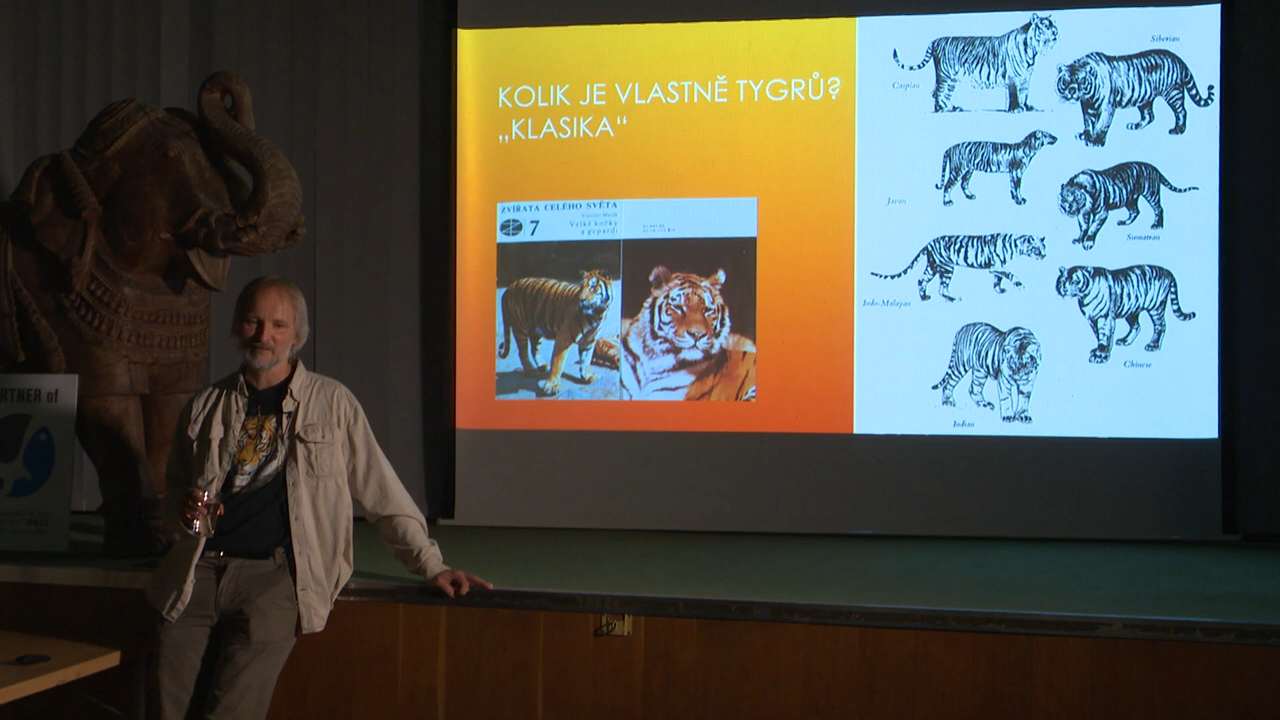 KOLIK JE VLASTNĚ TYGRŮ?
„KLASIKA“
ZVÍŘATA CELÉHO SVĚTA
7
Velké kočky
a gepardi
Caspian
Siberian
Javan
Sumatran
Indo-Malayan
Chinese
Indian
RTNER of